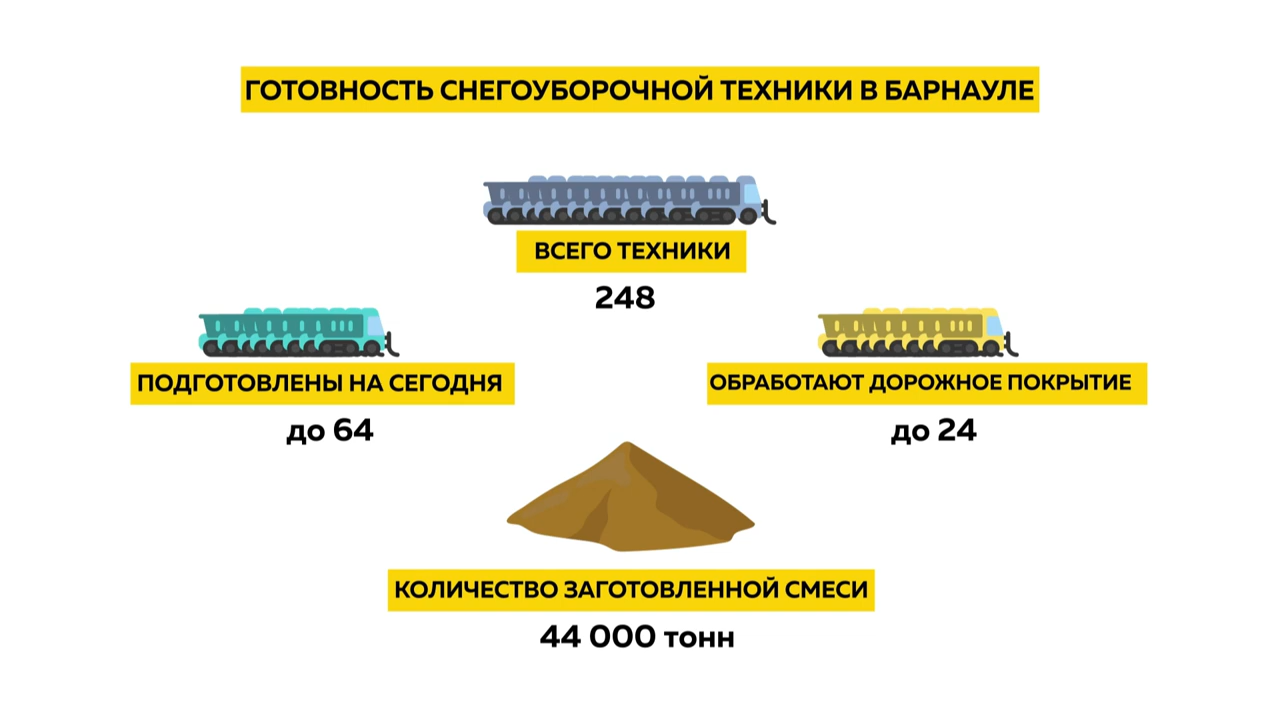 ГОТОВНОСТЬ СНЕГОУБОРОЧНОЙ ТЕХНИКИ В БАРНАУЛЕ
ВСЕГО ТЕХНИКИ
248
ПОДГОТОВЛЕНЫ НА СЕГОДНЯ
до 64
ОБРАБОТАЮТ ДОРОЖНОЕ ПОКРЫТИЕ
до 24
КОЛИЧЕСТВО ЗАГОТОВЛЕННОЙ СМЕСИ
44 000 тонн